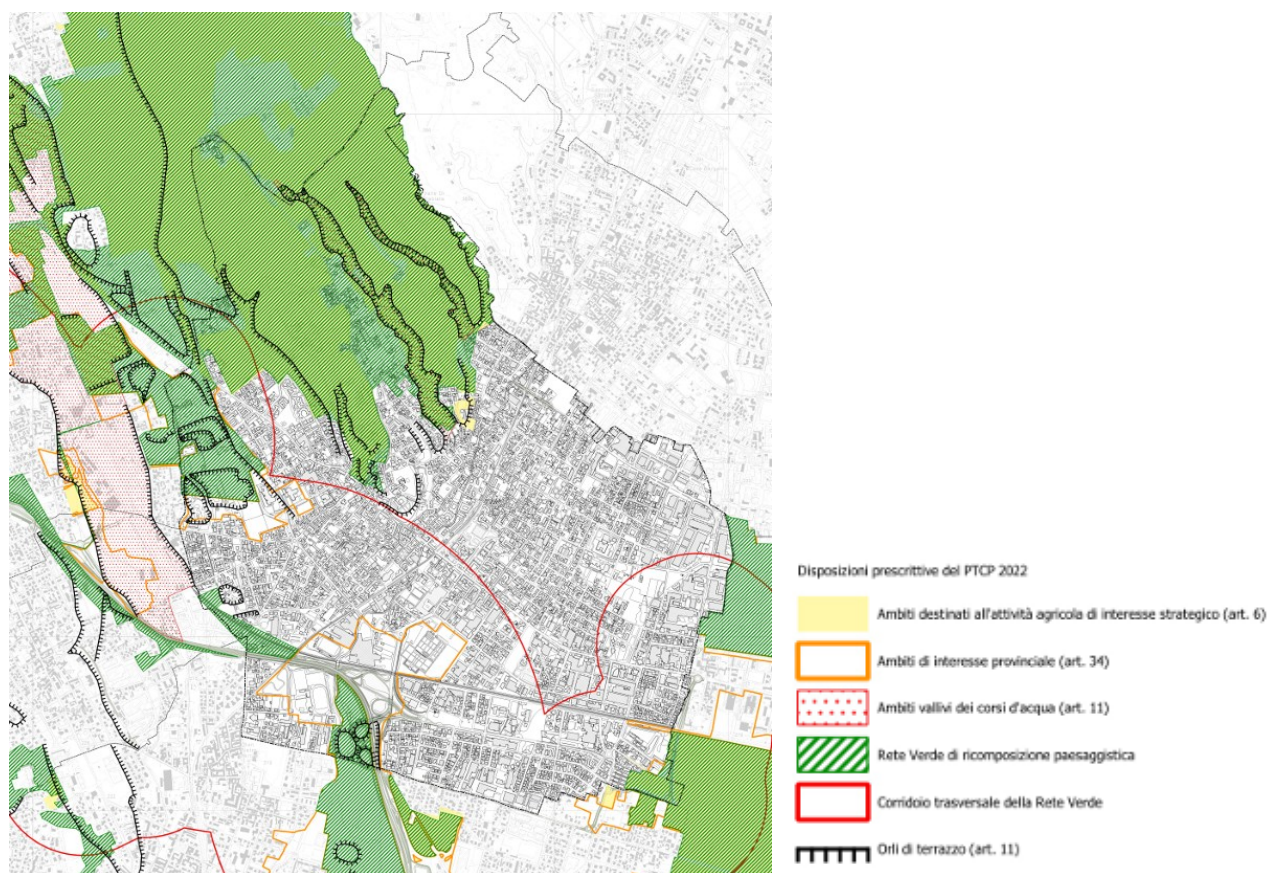 Disposizioni prescrittive del PTCP 2022
Ambiti destinati all'attività agricola di interesse strategico (art. 6)
Ambiti di interesse provinciale (art. 34)
Ambiti vallivi dei corsi d'acqua (art. 11)
Rete Verde di ricomposizione paesaggistica
Corridoio trasversale della Rete Verde
Orli di terrazzo (art. 11)